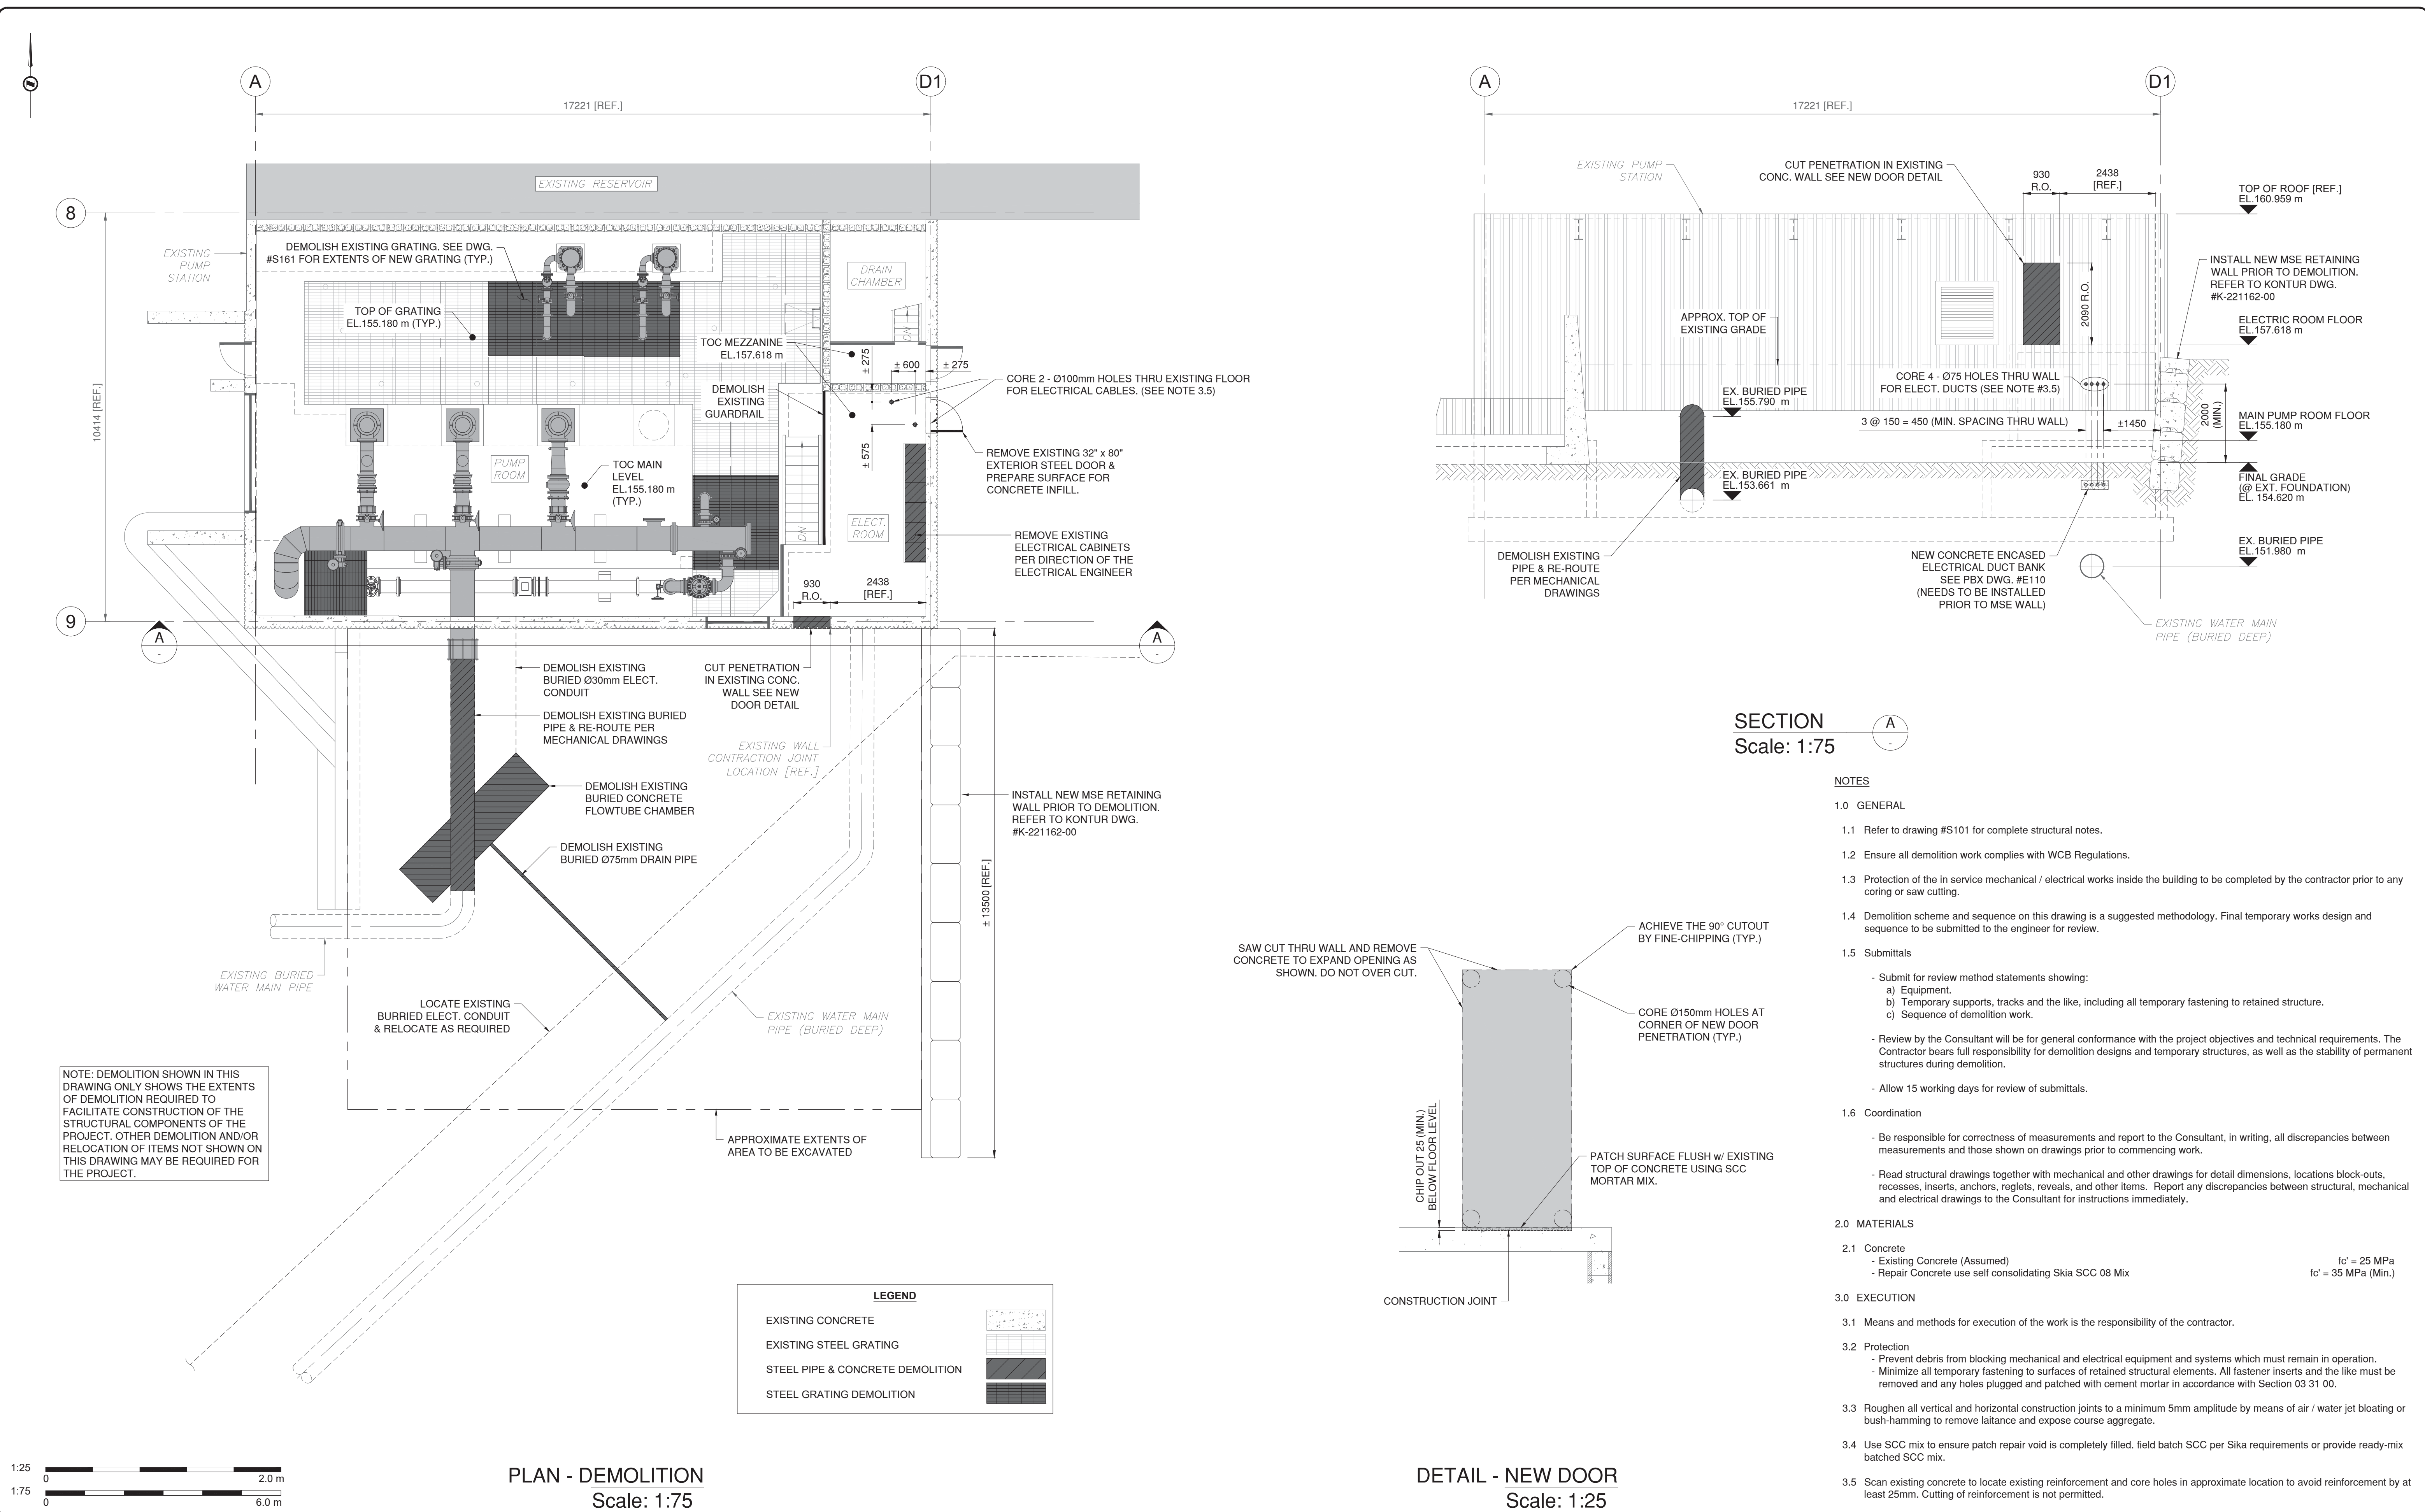 A
D1
17221 [REF.]
EXISTING RESERVOIR
8
10414 [REF.]
9
EXISTING
PUMP
STATION
DEMOLISH EXISTING GRATING. SEE DWG.
#S161 FOR EXTENTS OF NEW GRATING (TYP.)
TOP OF GRATING
EL.155.180 m (TYP.)
DRAIN
CHAMBER
DN
TOC MEZZANINE
EL.157.618 m
± 275
± 600
± 275
DEMOLISH
EXISTING
GUARDRAIL
CORE 2 - Ø100mm HOLES THRU EXISTING FLOOR
FOR ELECTRICAL CABLES. (SEE NOTE 3.5)
± 575
PUMP
ROOM
TOC MAIN
LEVEL
EL.155.180 m
(TYP.)
DN
ELECT.
ROOM
REMOVE EXISTING 32" x 80"
EXTERIOR STEEL DOOR &
PREPARE SURFACE FOR
CONCRETE INFILL.
REMOVE EXISTING
ELECTRICAL CABINETS
PER DIRECTION OF THE
ELECTRICAL ENGINEER
930
R.O.
2438
[REF.]
A
-
A
-
DEMOLISH EXISTING
BURIED Ø30mm ELECT.
CONDUIT
CUT PENETRATION
IN EXISTING CONC.
WALL SEE NEW
DOOR DETAIL
DEMOLISH EXISTING BURIED
PIPE & RE-ROUTE PER
MECHANICAL DRAWINGS
EXISTING WALL
CONTRACTION JOINT
LOCATION [REF.]
DEMOLISH EXISTING
BURIED CONCRETE
FLOWTUBE CHAMBER
INSTALL NEW MSE RETAINING
WALL PRIOR TO DEMOLITION.
REFER TO KONTUR DWG.
#K-221162-00
DEMOLISH EXISTING
BURIED Ø75mm DRAIN PIPE
± 13500 [REF.]
EXISTING BURIED
WATER MAIN PIPE
LOCATE EXISTING
BURRIED ELECT. CONDUIT
& RELOCATE AS REQUIRED
EXISTING WATER MAIN
PIPE (BURIED DEEP)
NOTE: DEMOLITION SHOWN IN THIS
DRAWING ONLY SHOWS THE EXTENTS
OF DEMOLITION REQUIRED TO
FACILITATE CONSTRUCTION OF THE
STRUCTURAL COMPONENTS OF THE
PROJECT. OTHER DEMOLITION AND/OR
RELOCATION OF ITEMS NOT SHOWN ON
THIS DRAWING MAY BE REQUIRED FOR
THE PROJECT.
APPROXIMATE EXTENTS OF
AREA TO BE EXCAVATED
LEGEND
EXISTING CONCRETE
EXISTING STEEL GRATING
STEEL PIPE & CONCRETE DEMOLITION
STEEL GRATING DEMOLITION
1:25
0
2.0 m
1:75
0
6.0 m
PLAN - DEMOLITION
Scale: 1:75
A
D1
17221 [REF.]
EXISTING PUMP
STATION
CUT PENETRATION IN EXISTING
CONC. WALL SEE NEW DOOR DETAIL
930
R.O.
2438
[REF.]
TOP OF ROOF [REF.]
EL.160.959 m
INSTALL NEW MSE RETAINING
WALL PRIOR TO DEMOLITION.
REFER TO KONTUR DWG.
#K-221162-00
2090 R.O.
APPROX. TOP OF
EXISTING GRADE
ELECTRIC ROOM FLOOR
EL.157.618 m
CORE 4 - Ø75 HOLES THRU WALL
FOR ELECT. DUCTS (SEE NOTE #3.5)
EX. BURIED PIPE
EL.155.790 m
3 @ 150 = 450 (MIN. SPACING THRU WALL)
±1450
2000
(MIN.)
MAIN PUMP ROOM FLOOR
EL.155.180 m
EX. BURIED PIPE
EL.153.661 m
FINAL GRADE
(@ EXT. FOUNDATION)
EL. 154.620 m
DEMOLISH EXISTING
PIPE & RE-ROUTE
PER MECHANICAL
DRAWINGS
NEW CONCRETE ENCASED
ELECTRICAL DUCT BANK
SEE PBX DWG. #E110
(NEEDS TO BE INSTALLED
PRIOR TO MSE WALL)
EX. BURIED PIPE
EL.151.980 m
EXISTING WATER MAIN
PIPE (BURIED DEEP)
SECTION
Scale: 1:75
A
-
SAW CUT THRU WALL AND REMOVE
CONCRETE TO EXPAND OPENING AS
SHOWN. DO NOT OVER CUT.
ACHIEVE THE 90° CUTOUT
BY FINE-CHIPPING (TYP.)
CORE Ø150mm HOLES AT
CORNER OF NEW DOOR
PENETRATION (TYP.)
CHIP OUT 25 (MIN.)
BELOW FLOOR LEVEL
PATCH SURFACE FLUSH w/ EXISTING
TOP OF CONCRETE USING SCC
MORTAR MIX.
CONSTRUCTION JOINT
DETAIL - NEW DOOR
Scale: 1:25
NOTES
1.0 GENERAL
1.1 Refer to drawing #S101 for complete structural notes.
1.2 Ensure all demolition work complies with WCB Regulations.
1.3 Protection of the in service mechanical / electrical works inside the building to be completed by the contractor prior to any
coring or saw cutting.
1.4 Demolition scheme and sequence on this drawing is a suggested methodology. Final temporary works design and
sequence to be submitted to the engineer for review.
1.5 Submittals
- Submit for review method statements showing:
a) Equipment.
b) Temporary supports, tracks and the like, including all temporary fastening to retained structure.
c) Sequence of demolition work.
- Review by the Consultant will be for general conformance with the project objectives and technical requirements. The
Contractor bears full responsibility for demolition designs and temporary structures, as well as the stability of permanent
structures during demolition.
- Allow 15 working days for review of submittals.
1.6 Coordination
- Be responsible for correctness of measurements and report to the Consultant, in writing, all discrepancies between
measurements and those shown on drawings prior to commencing work.
- Read structural drawings together with mechanical and other drawings for detail dimensions, locations block-outs,
recesses, inserts, anchors, reglets, reveals, and other items. Report any discrepancies between structural, mechanical
and electrical drawings to the Consultant for instructions immediately.
2.0 MATERIALS
2.1 Concrete
- Existing Concrete (Assumed) fc' = 25 MPa
- Repair Concrete use self consolidating Skia SCC 08 Mix fc' = 35 MPa (Min.)
3.0 EXECUTION
3.1 Means and methods for execution of the work is the responsibility of the contractor.
3.2 Protection
- Prevent debris from blocking mechanical and electrical equipment and systems which must remain in operation.
- Minimize all temporary fastening to surfaces of retained structural elements. All fastener inserts and the like must be
removed and any holes plugged and patched with cement mortar in accordance with Section 03 31 00.
3.3 Roughen all vertical and horizontal construction joints to a minimum 5mm amplitude by means of air / water jet bloating or
bush-hamming to remove laitance and expose course aggregate.
3.4 Use SCC mix to ensure patch repair void is completely filled. field batch SCC per Sika requirements or provide ready-mix
batched SCC mix.
3.5 Scan existing concrete to locate existing reinforcement and core holes in approximate location to avoid reinforcement by at
least 25mm. Cutting of reinforcement is not permitted.